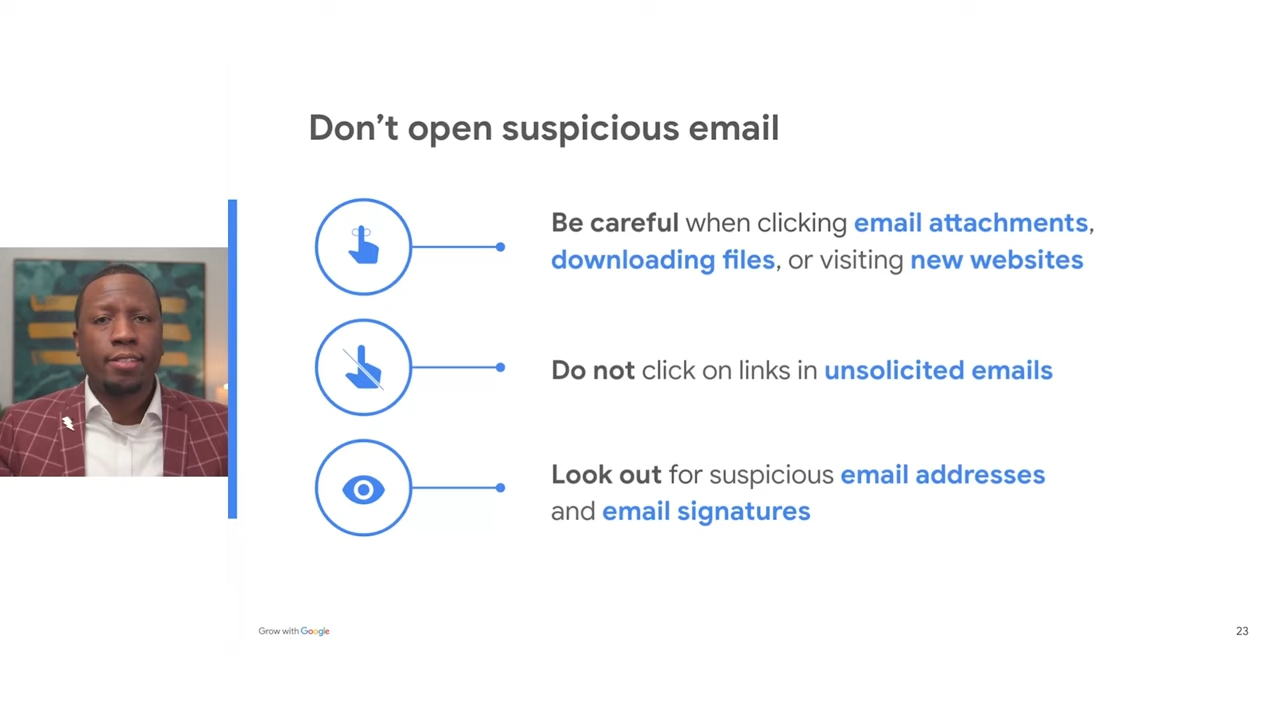 Don’t open suspicious email
Be careful when clicking email attachments,
downloading files, or visiting new websites
Do not click on links in unsolicited emails
Look out for suspicious email addresses
and email signatures
Grow with Google
23